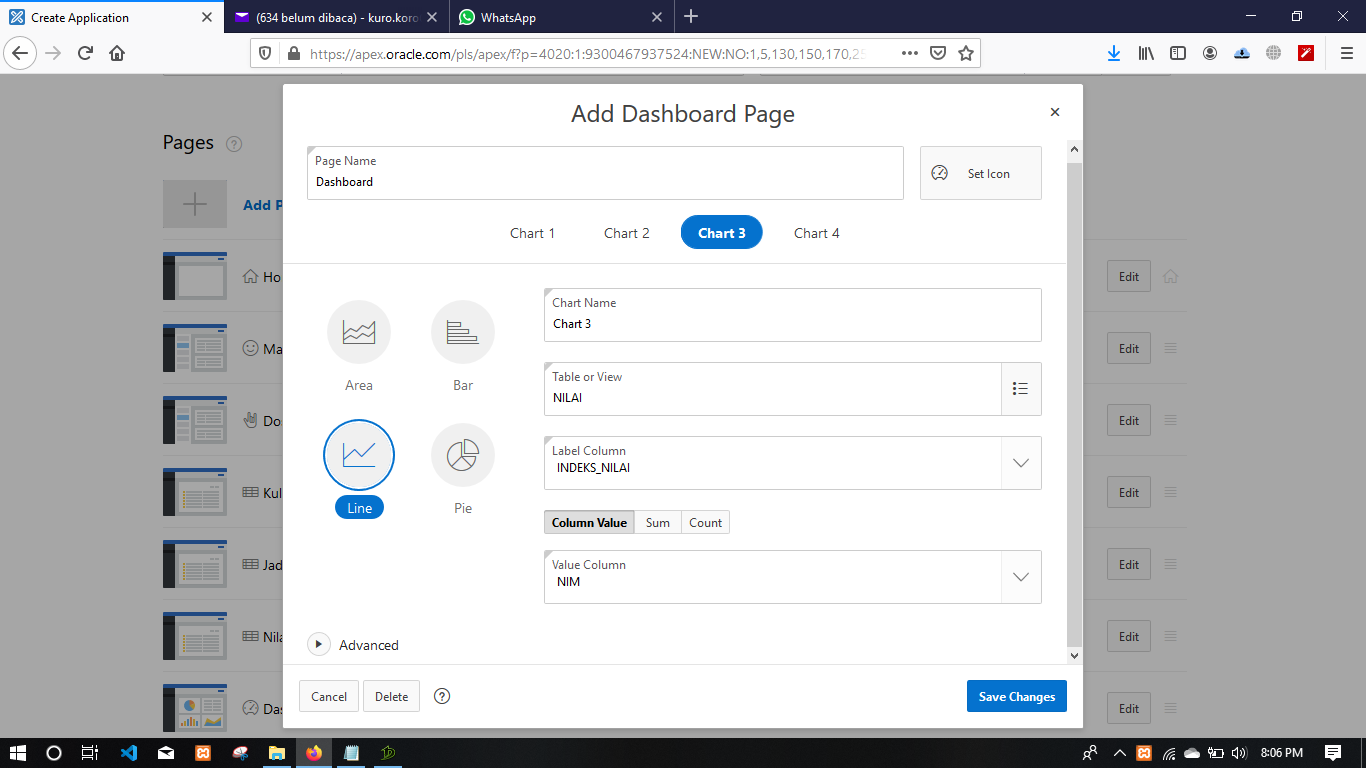 Create Application
(634 belum dibaca) - kuro.koro
WhatsApp
https://apex.oracle.com/pls/apex/f?p=4020:1:9300467937524:NEW:NO:1,5,130,150,170,25
Add Dashboard Page
Pages
Page Name
Dashboard
Set Icon
Add P
Chart 1
Chart 2
Chart 3
Chart 4
Ho
Edit
Chart Name
Chart 3
Ma
Edit
Area
Bar
Table or View
NILAI
Do
Edit
Label Column
INDEKS_NILAI
Kul
Edit
Line
Pie
Column Value
Sum
Count
Jad
Edit
Value Column
NIM
Nila
Edit
Advanced
Das
Edit
Cancel
Delete
Save Changes
8:06 PM